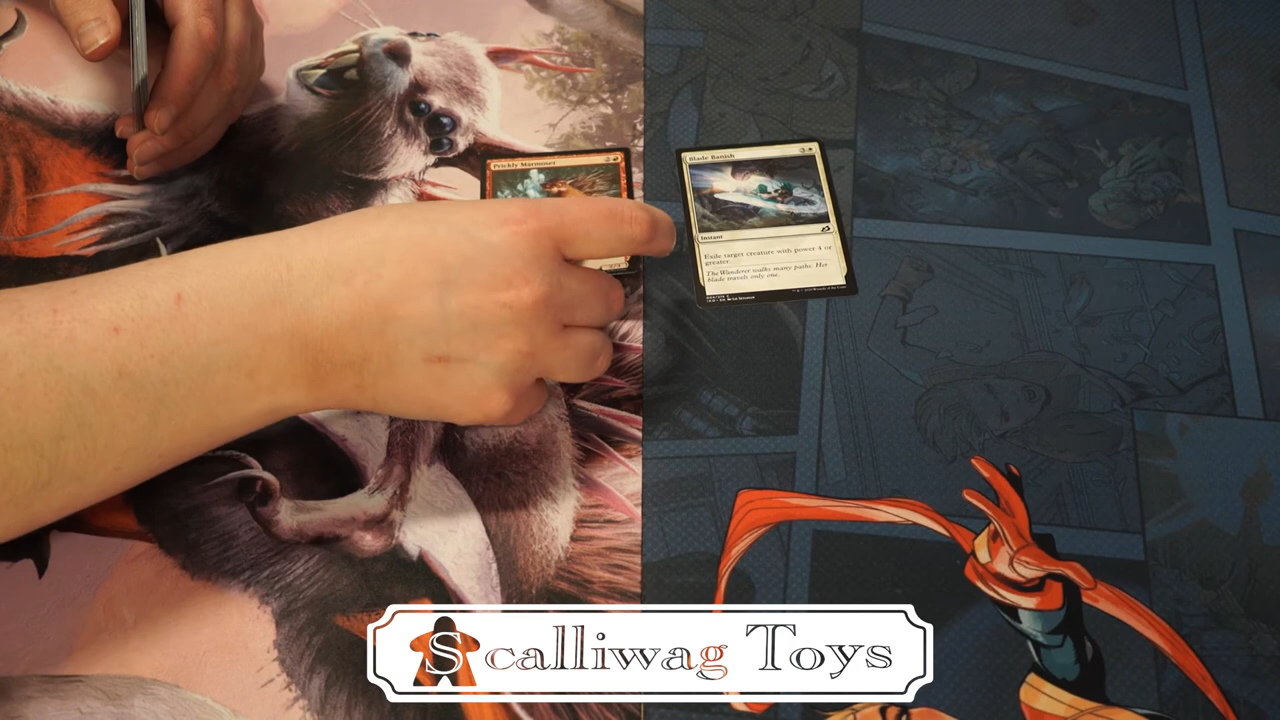 Prickly Marmoset
Blade Banish
Instant
Exile target creature with power 4 or
greater.
The Wanderer walks many paths. Her
blade travels only one.
Scalliwag Toys